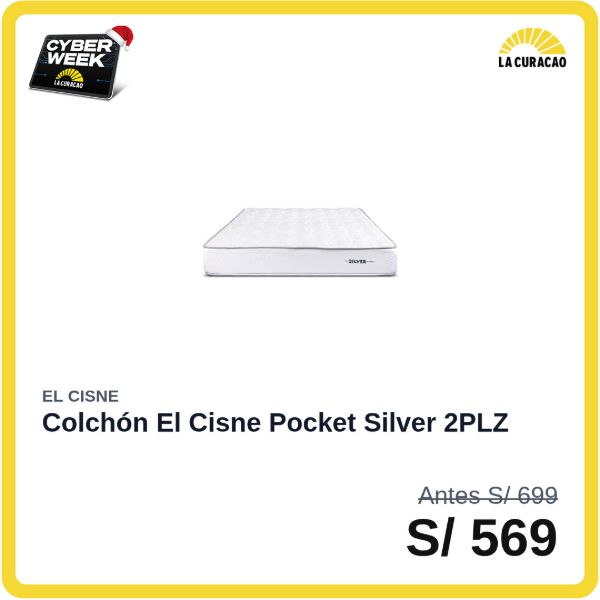 CYBER
WEEK
LA CURACAO
LA CURACAO
SILVER
EL CISNE
Colchón El Cisne Pocket Silver 2PLZ
Antes S/ 699
S/ 569